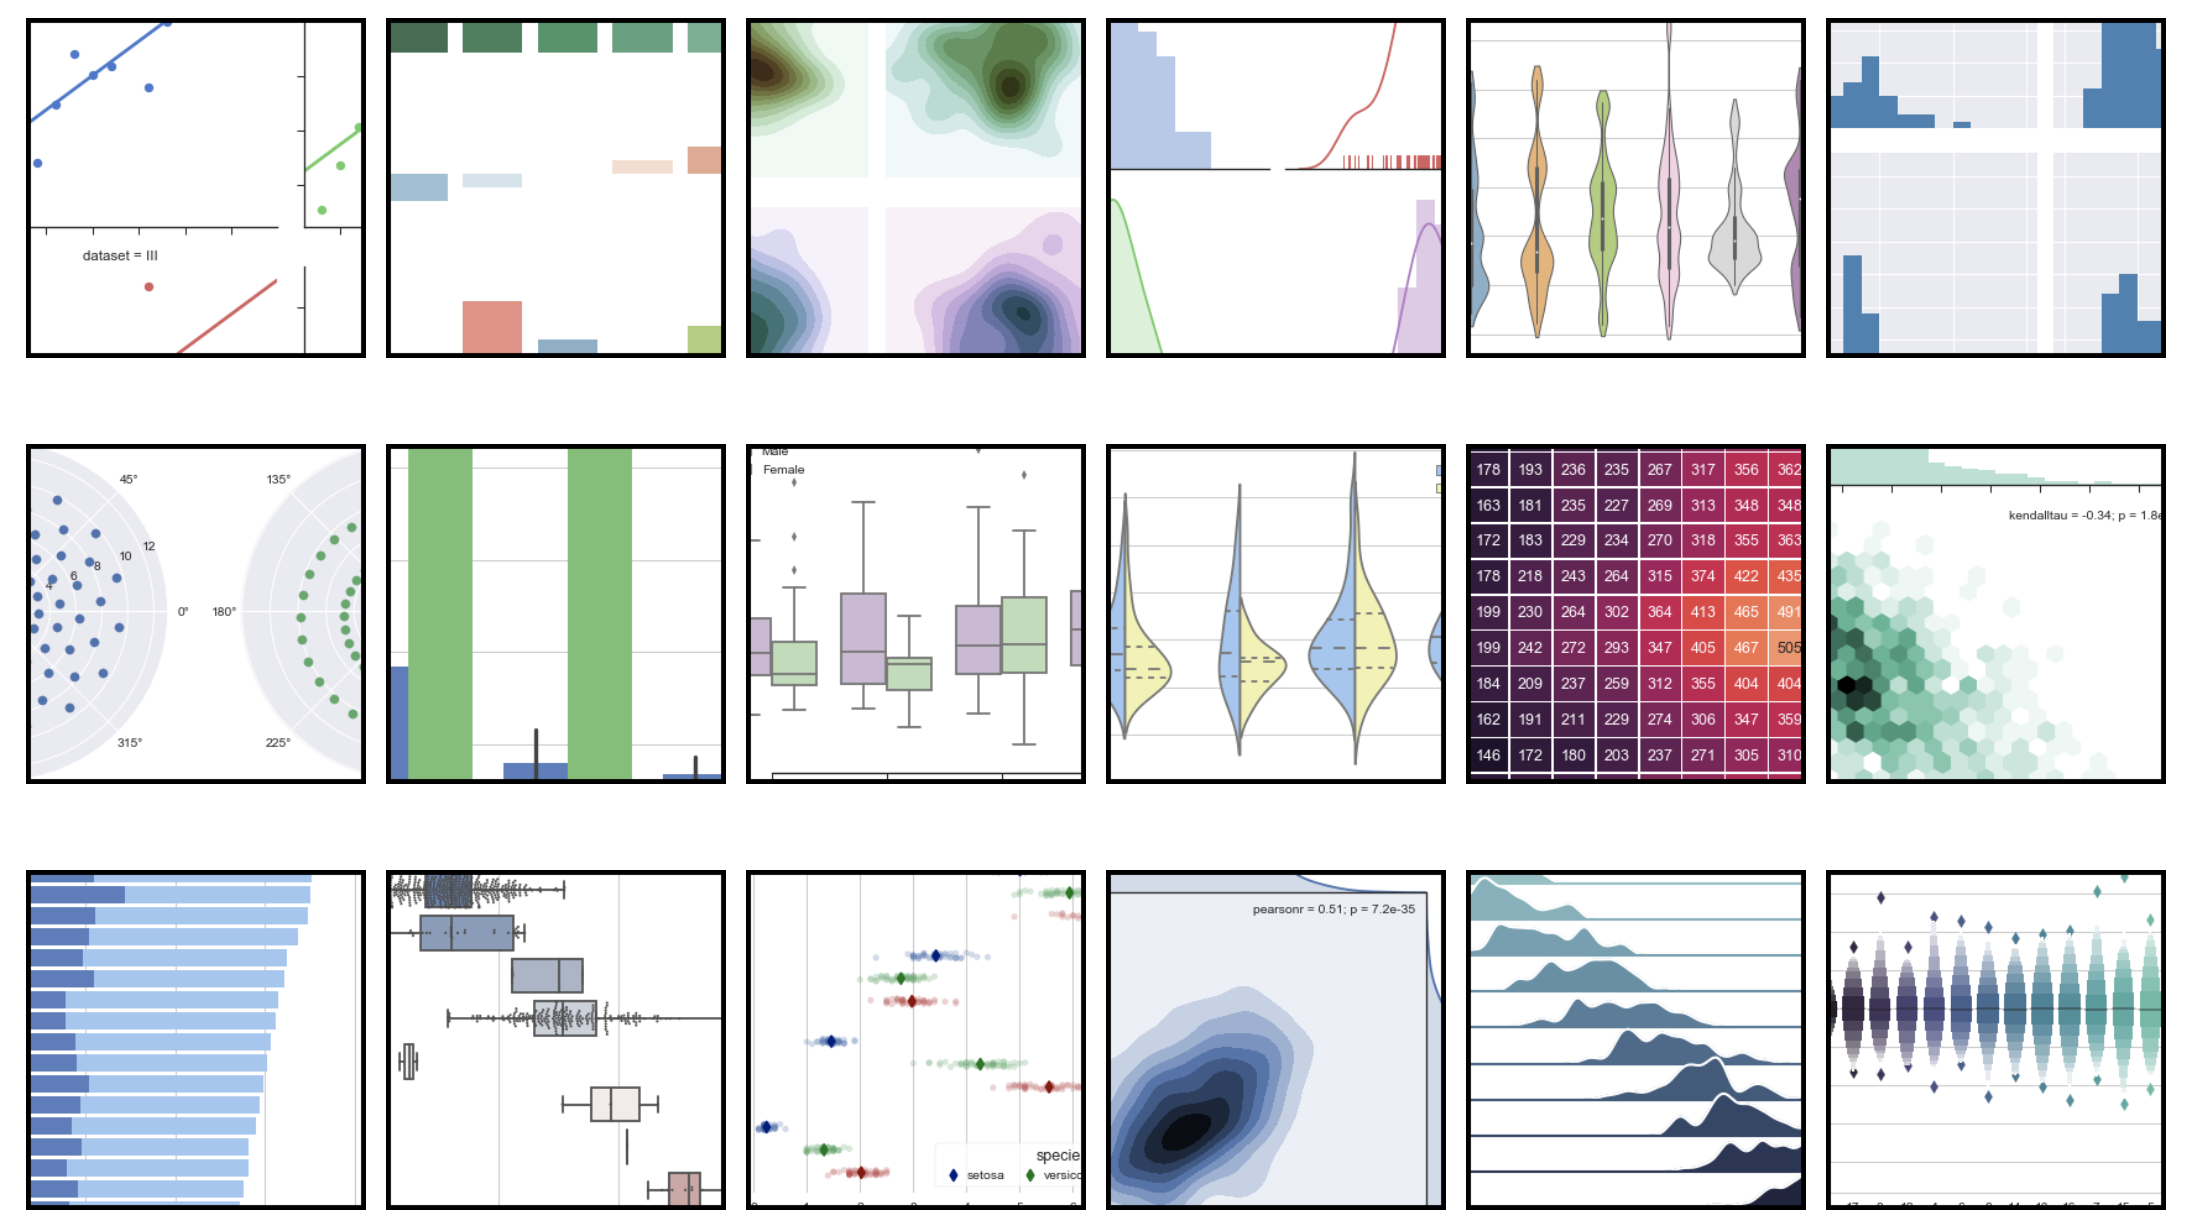 dataset = III
45°
135°
12
10
8
6
4
0°
180°
315°
225°
Male
Female
178 193 236 235 267 317 356 362
163 181 235 227 269 313 348 348
172 183 229 234 270 318 355 363
178 218 243 264 315 374 422 435
199 230 264 302 364 413 465 491
199 242 272 293 347 405 467 505
184 209 237 259 312 355 404 404
162 191 211 229 274 306 347 359
146 172 180 203 237 271 305 310
kendalltau = -0.34; p = 1.8e
specie
setosa
versico
pearsonr = 0.51; p = 7.2e-35